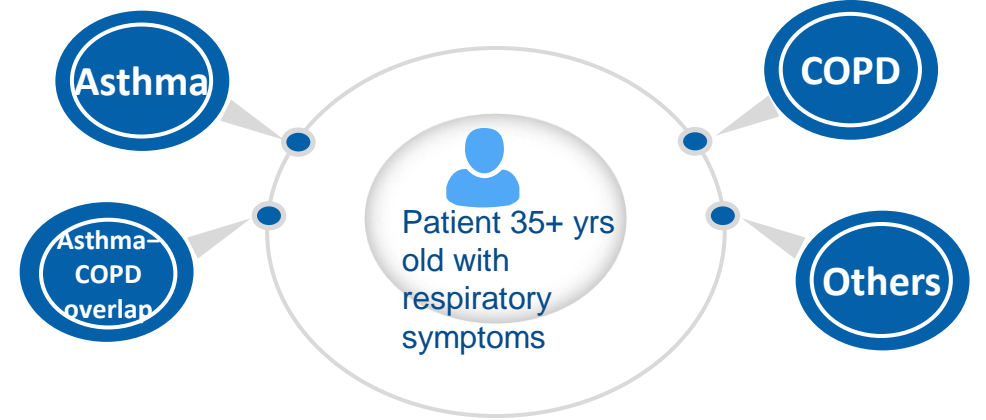 Asthma
COPD
Patient 35+ yrs
old with
respiratory
symptoms
Asthma–
COPD
overlap
Others